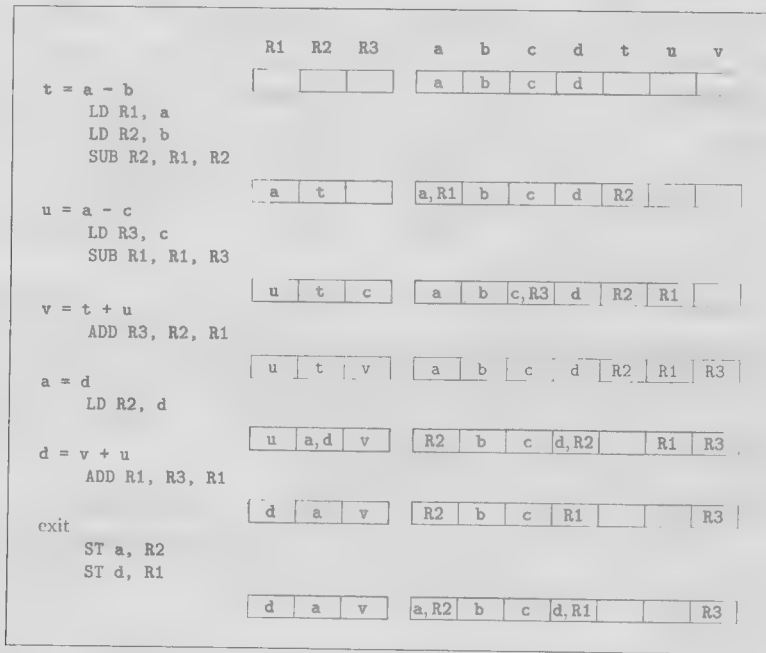 R1 R2 R3 a b c d t u v
a b c d
t = a - b
LD R1, a
LD R2, b
SUB R2, R1, R2
a t a,R1 b c d R2
u = a - c
LD R3, c
SUB R1, R1, R3
u t c a b c,R3 d R2 R1
v = t + u
ADD R3, R2, R1
u t v a b c d R2 R1 R3
a = d
LD R2, d
u a,d v R2 b c d,R2 R1 R3
d = v + u
ADD R1, R3, R1
d a v R2 b c R1 R3
exit
ST a, R2
ST d, R1
d a v a,R2 b c d,R1 R3